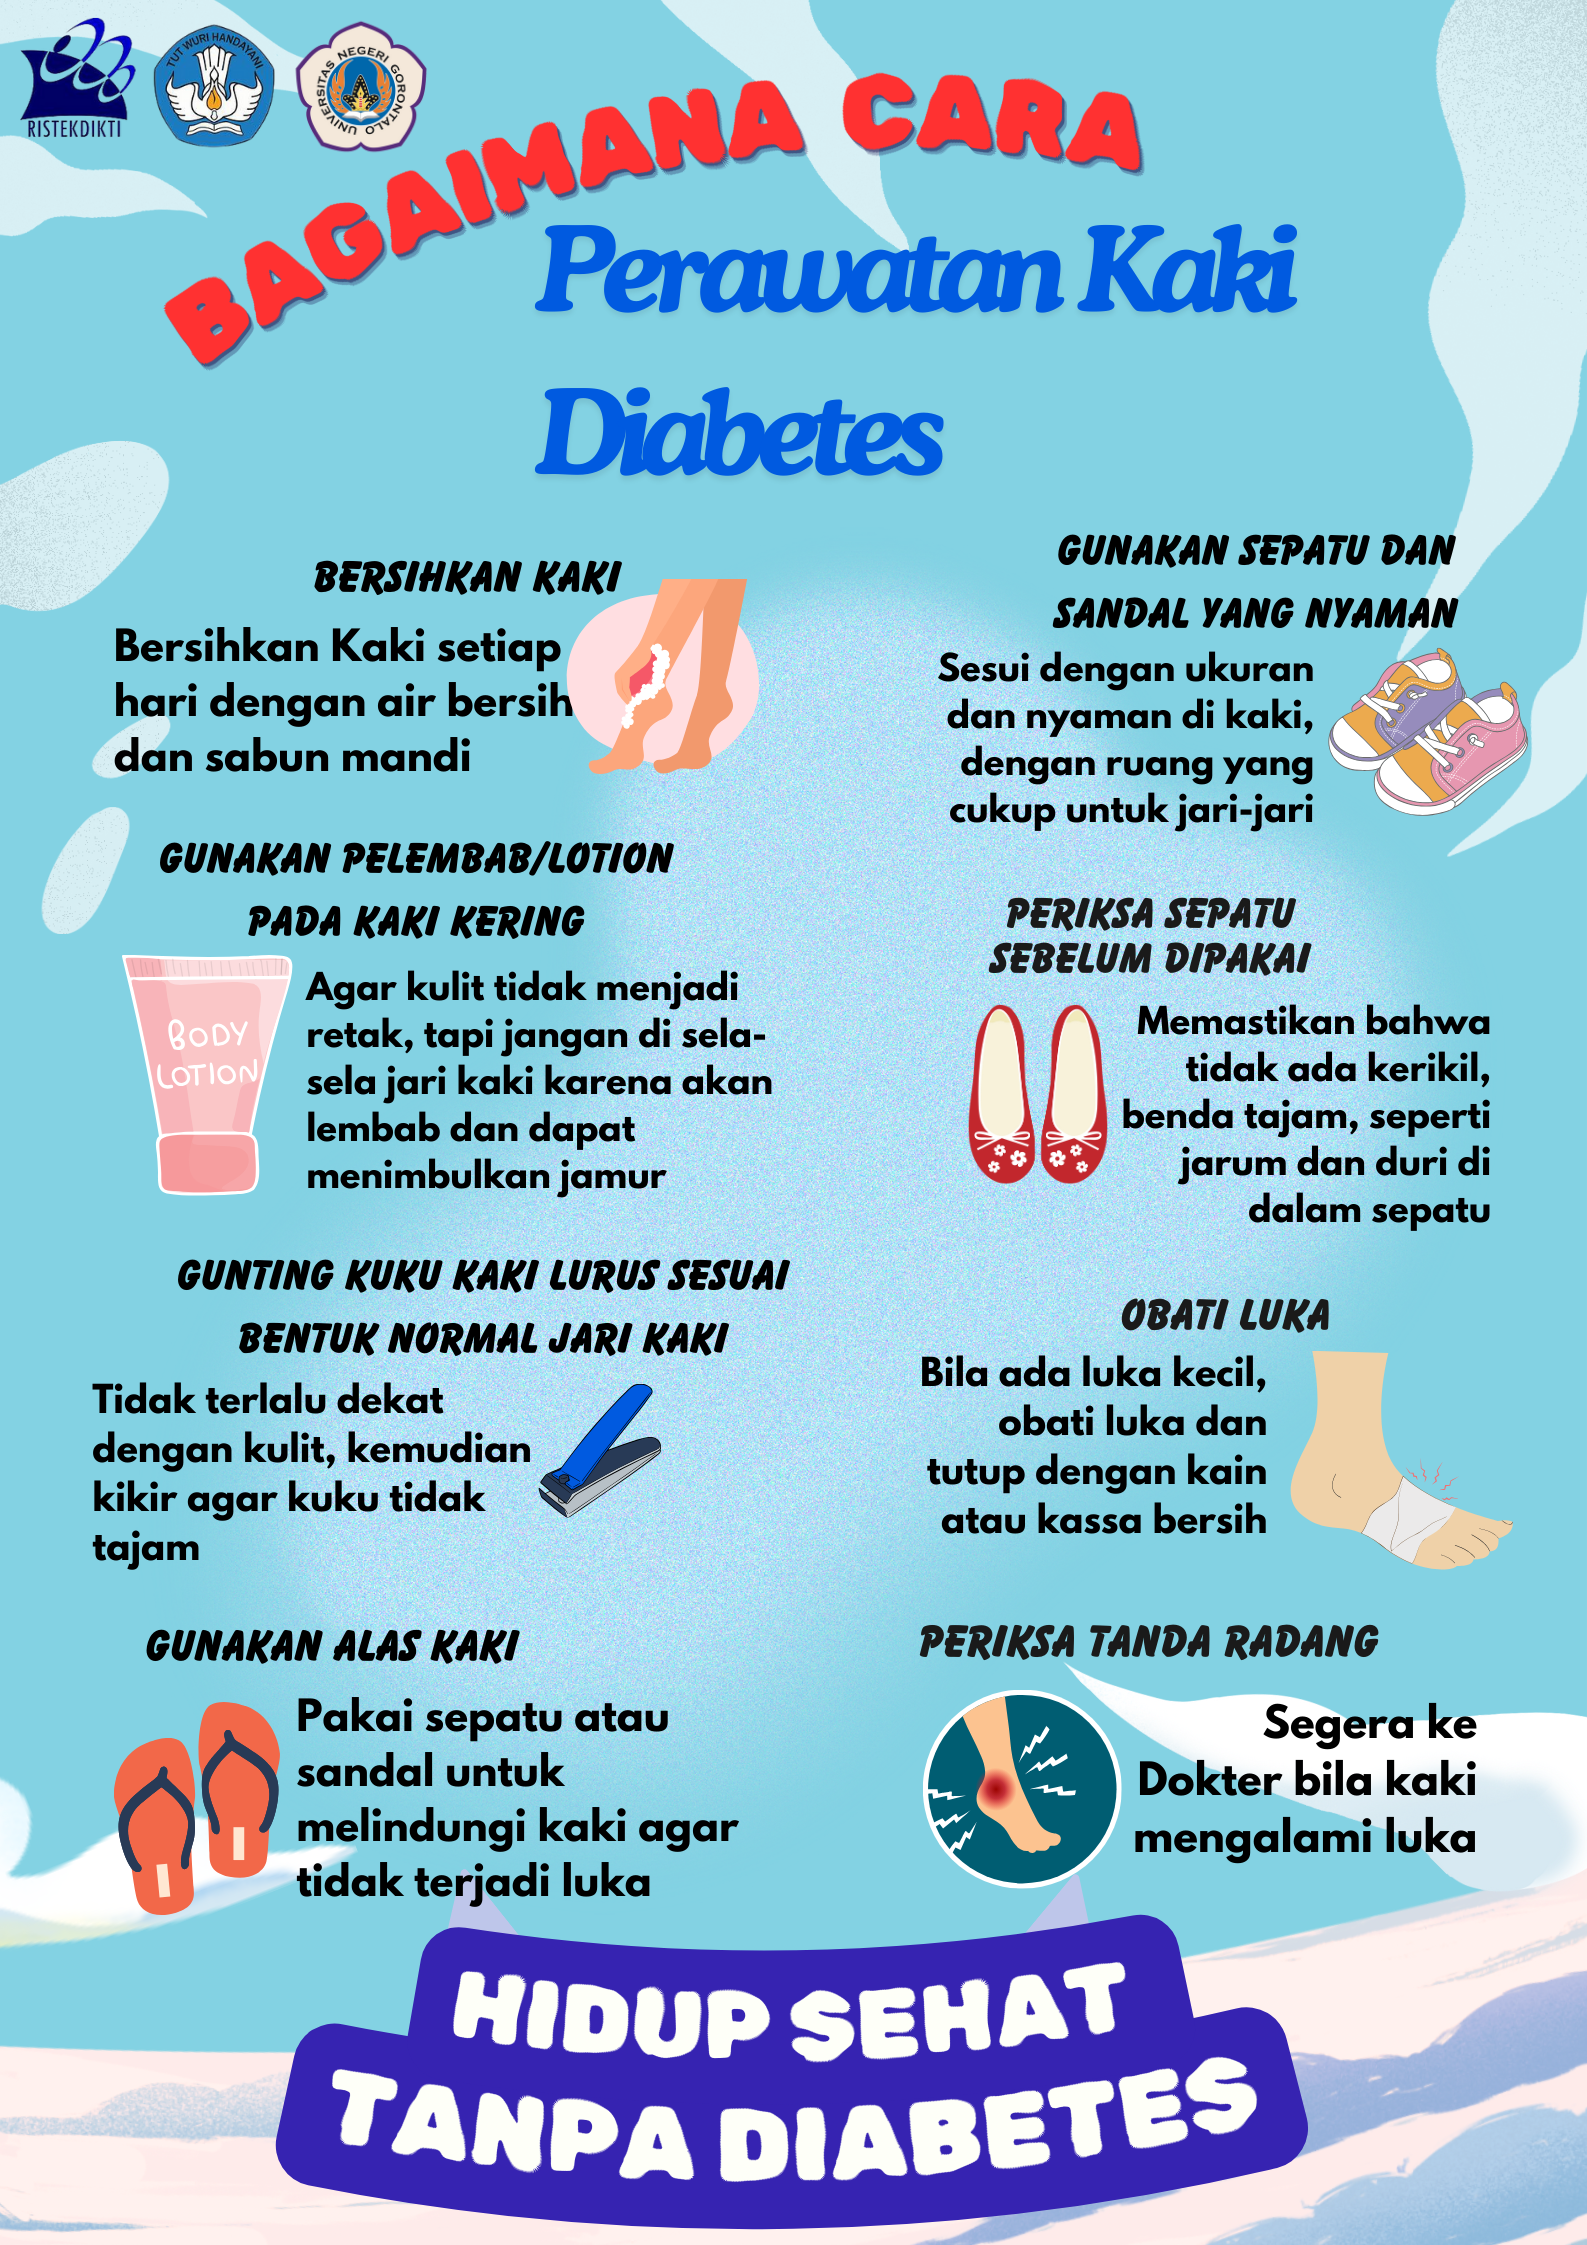 RISTEKDIKTI
TUT WURI HANDAYANI
UNIVERSITAS NEGERI GORONTALO
BAGAIMANA CARA
Perawatan Kaki
Diabetes
BERSIHKAN KAKI
Bersihkan Kaki setiap
hari dengan air bersih
dan sabun mandi
GUNAKAN PELEMBAB/LOTION
PADA KAKI KERING
BODY
LOTION
Agar kulit tidak menjadi
retak, tapi jangan di sela-
sela jari kaki karena akan
lembab dan dapat
menimbulkan jamur
GUNTING KUKU KAKI LURUS SESUAI
BENTUK NORMAL JARI KAKI
Tidak terlalu dekat
dengan kulit, kemudian
kikir agar kuku tidak
tajam
GUNAKAN ALAS KAKI
Pakai sepatu atau
sandal untuk
melindungi kaki agar
tidak terjadi luka
GUNAKAN SEPATU DAN
SANDAL YANG NYAMAN
Sesui dengan ukuran
dan nyaman di kaki,
dengan ruang yang
cukup untuk jari-jari
PERIKSA SEPATU
SEBELUM DIPAKAI
Memastikan bahwa
tidak ada kerikil,
benda tajam, seperti
jarum dan duri di
dalam sepatu
OBATI LUKA
Bila ada luka kecil,
obati luka dan
tutup dengan kain
atau kassa bersih
PERIKSA TANDA RADANG
Segera ke
Dokter bila kaki
mengalami luka
HIDUP SEHAT
TANPA DIABETES